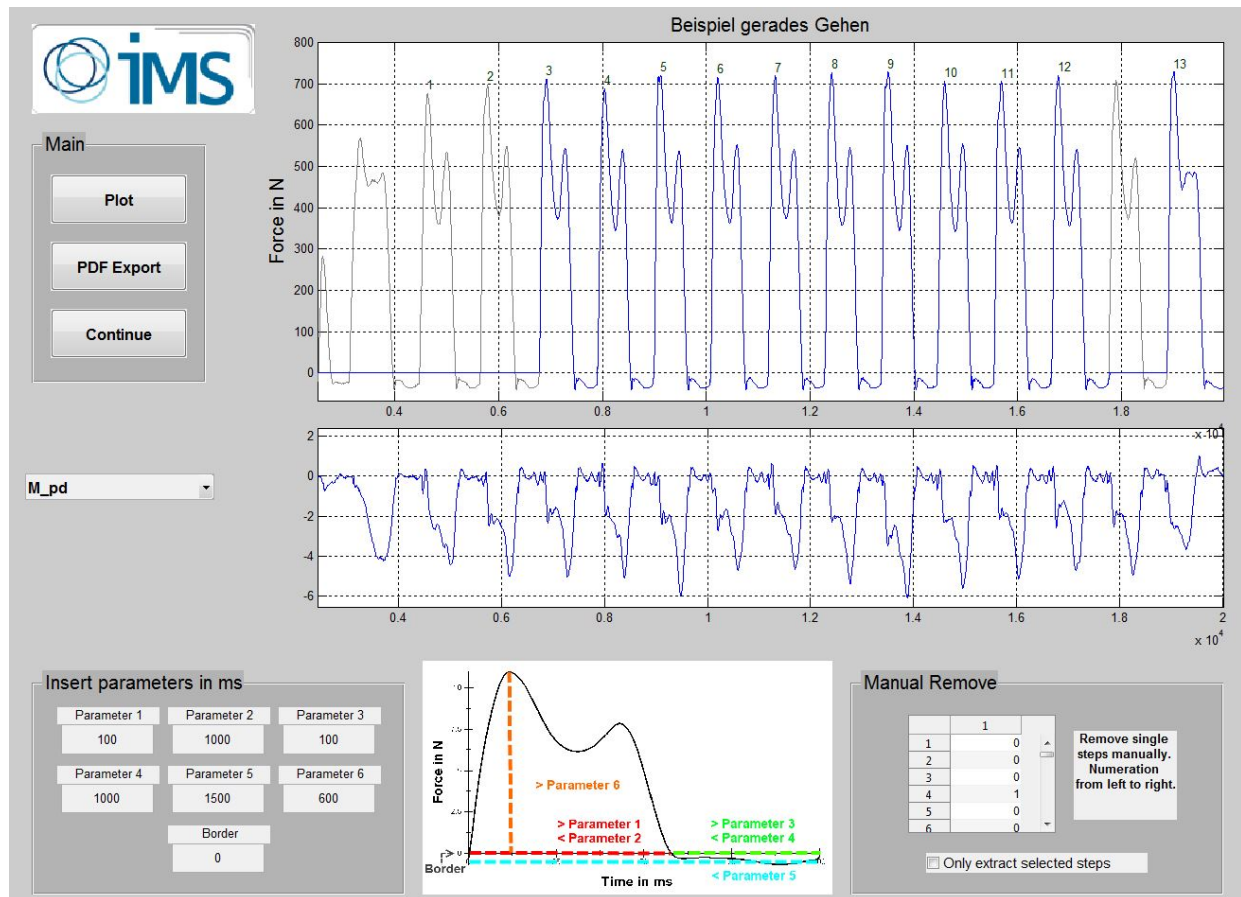 iMS
Main
Plot
PDF Export
Continue
M_pd
Beispiel gerades Gehen
Force in N
800
700
600
500
400
300
200
100
0
1
2
3
4
5
6
7
8
9
10
11
12
13
0.4
0.6
0.8
1
1.2
1.4
1.6
1.8
2
0
-2
-4
-6
0.4
0.6
0.8
1
1.2
1.4
1.6
1.8
2
x 10⁴
Insert parameters in ms
Parameter 1 Parameter 2 Parameter 3
100 1000 100
Parameter 4 Parameter 5 Parameter 6
1000 1500 600
Border
0
Force in N
> Parameter 6
> Parameter 1
< Parameter 2
> Parameter 3
< Parameter 4
Border
< Parameter 5
Time in ms
Manual Remove
1
1 0
2 0
3 0
4 1
5 0
6 0
Remove single
steps manually.
Numeration
from left to right.
Only extract selected steps